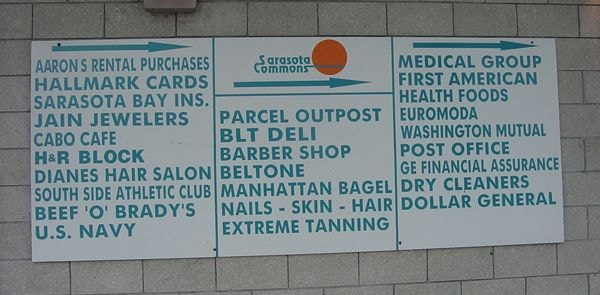 AARON S RENTAL PURCHASES
HALLMARK CARDS
SARASOTA BAY INS.
JAIN JEWELERS
CABO CAFE
H&R BLOCK
DIANES HAIR SALON
SOUTH SIDE ATHLETIC CLUB
BEEF 'O' BRADY'S
U.S. NAVY
Sarasota
Commons
PARCEL OUTPOST
BLT DELI
BARBER SHOP
BELTONE
MANHATTAN BAGEL
NAILS - SKIN - HAIR
EXTREME TANNING
MEDICAL GROUP
FIRST AMERICAN
HEALTH FOODS
EUROMODA
WASHINGTON MUTUAL
POST OFFICE
GE FINANCIAL ASSURANCE
DRY CLEANERS
DOLLAR GENERAL